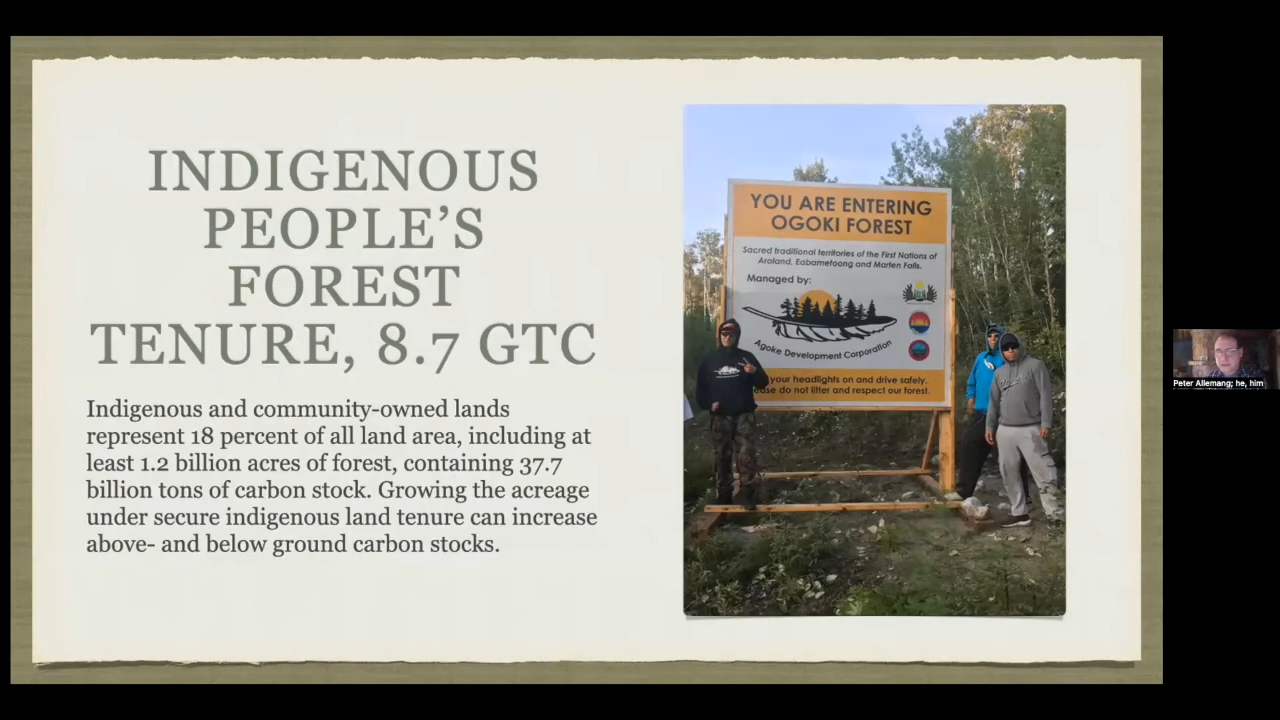 INDIGENOUS
PEOPLE'S
FOREST
TENURE, 8.7 GTC
Indigenous and community-owned lands
represent 18 percent of all land area, including at
least 1.2 billion acres of forest, containing 37.7
billion tons of carbon stock. Growing the acreage
under secure indigenous land tenure can increase
above- and below ground carbon stocks.
YOU ARE ENTERING
OGOKI FOREST
Sacred traditional territories of the First Nations of
Aroland, Eabametoong and Marten Falls.
Managed by:
Agoke Development Corporation
your headlights on and drive safely.
do not litter and respect our forest.
Peter Allemang; he, him